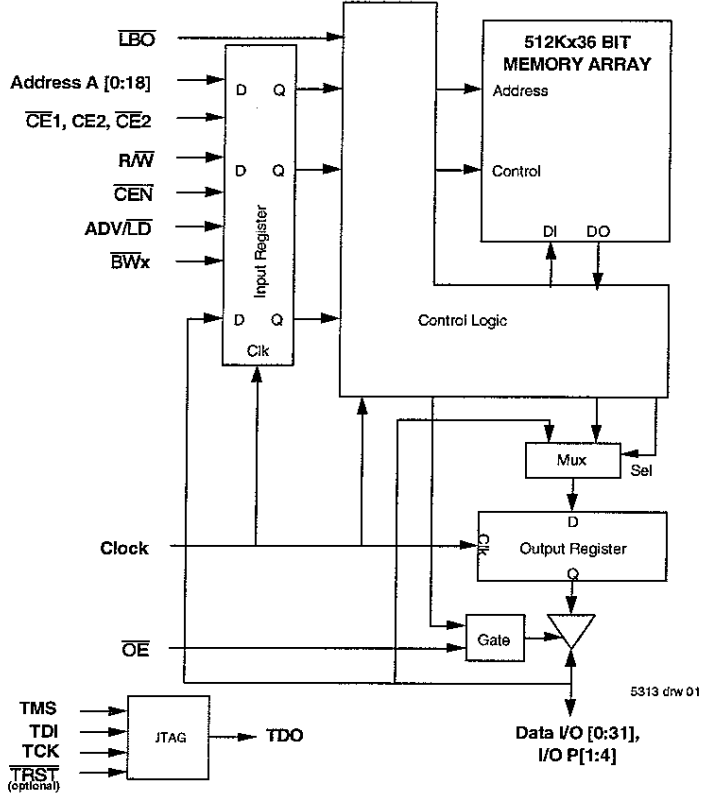 LBO
512Kx36 BIT
MEMORY ARRAY
Address A [0:18]
D Q
Address
CE1, CE2, CE2
R/W
D Q
Control
CEN
ADV/LD
BWx
Input Register
DI DO
D Q
Control Logic
Clk
Mux
Sel
Clock
D
Clk
Output Register
Q
OE
Gate
5313 drw 01
TMS
TDI
TCK
TRST
(optional)
JTAG
TDO
Data I/O [0:31],
I/O P[1:4]